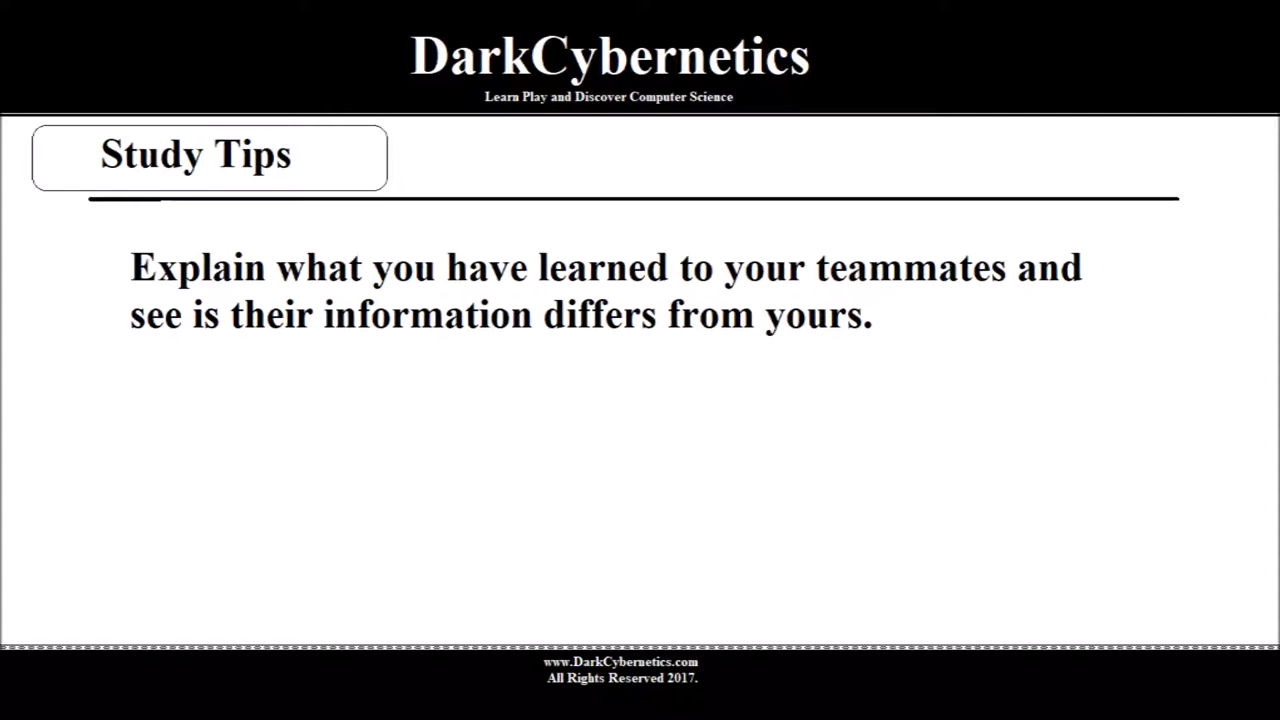 DarkCybernetics
Learn Play and Discover Computer Science
Study Tips
Explain what you have learned to your teammates and
see is their information differs from yours.
www.DarkCybernetics.com
All Rights Reserved 2017.